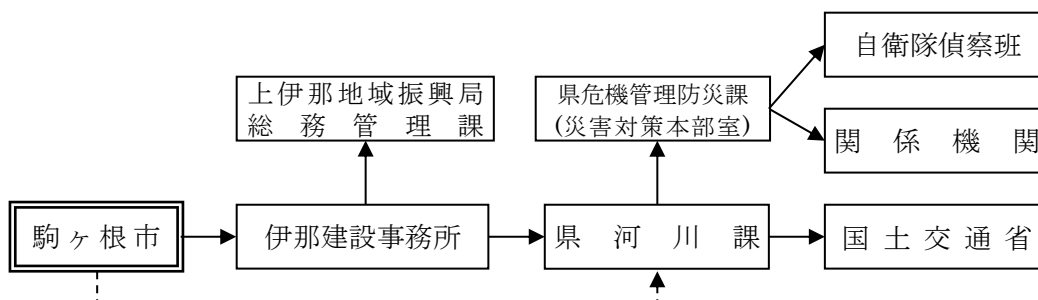 自衛隊偵察班
上伊那地域振興局
総務管理課
県危機管理防災課
(災害対策本部室)
関係機関
駒ヶ根市
伊那建設事務所
県河川課
国土交通省